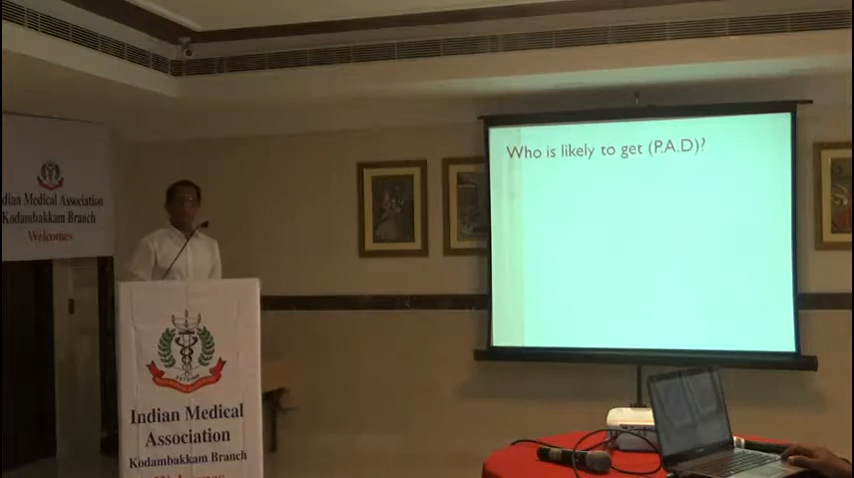 Who is likely to get (P.A.D)?
dian Medical Association
Kodambakkam Branch
Welcomes
Indian Medical
Association
Kodambakkam Branch